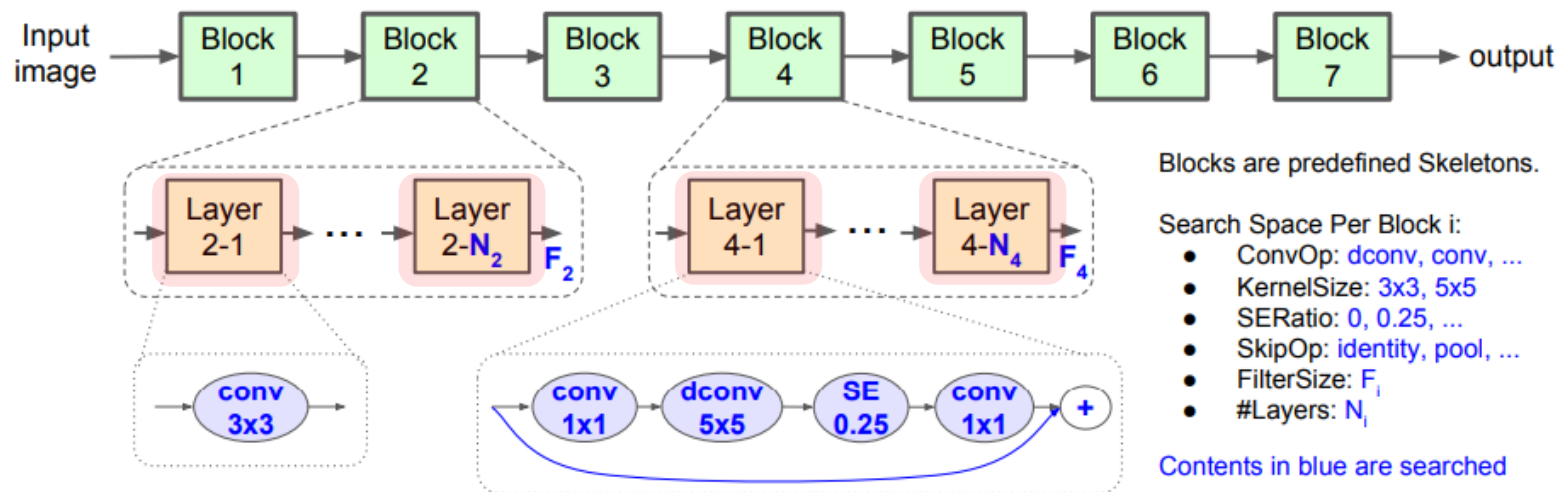 Input image
Block 1
Block 2
Block 3
Block 4
Block 5
Block 6
Block 7
output
Layer 2-1
...
Layer 2-N₂
F₂
Layer 4-1
...
Layer 4-N₄
F₄
conv 3x3
conv 1x1
dconv 5x5
SE 0.25
conv 1x1
+
Blocks are predefined Skeletons.
Search Space Per Block i:
● ConvOp: dconv, conv, ...
● KernelSize: 3x3, 5x5
● SERatio: 0, 0.25, ...
● SkipOp: identity, pool, ...
● FilterSize: Fᵢ
● #Layers: Nᵢ
Contents in blue are searched